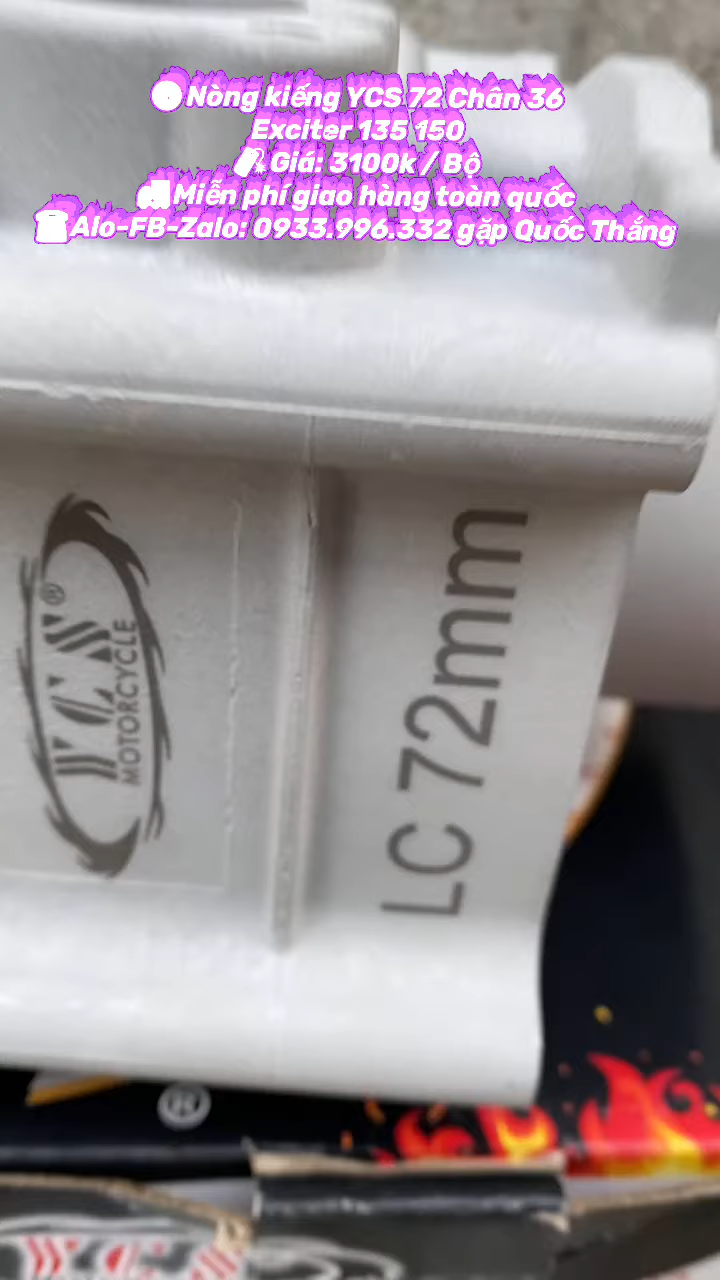 Nòng kiếng YCS 72 Chân 36
Exciter 135 150
Giá: 3100k / Bộ
Miễn phí giao hàng toàn quốc
Alo-FB-Zalo: 0933.996.332 gặp Quốc Thắng
YCS®
MOTORCYCLE
LC 72mm
®
YCS